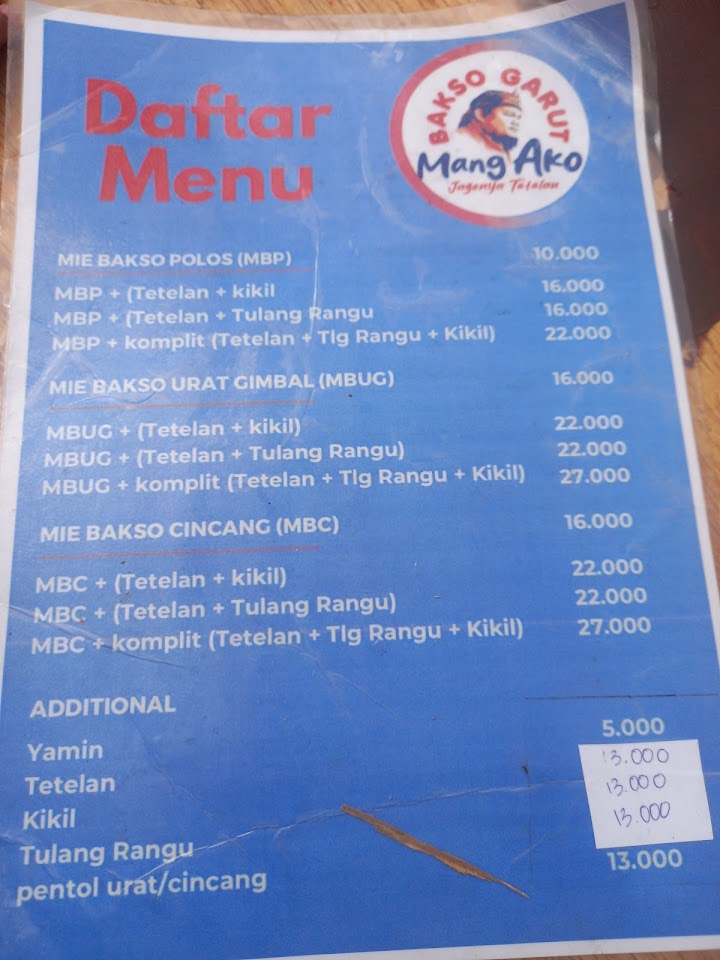 Daftar
Menu
BAKSO GARUT
Mang Ako
Jagonya Tetelan
MIE BAKSO POLOS (MBP) 10.000
MBP + (Tetelan + kikil 16.000
MBP + (Tetelan + Tulang Rangu 16.000
MBP + komplit (Tetelan + Tlg Rangu + Kikil) 22.000
MIE BAKSO URAT GIMBAL (MBUG) 16.000
MBUG + (Tetelan + kikil) 22.000
MBUG + (Tetelan + Tulang Rangu) 22.000
MBUG + komplit (Tetelan + Tlg Rangu + Kikil) 27.000
MIE BAKSO CINCANG (MBC) 16.000
MBC + (Tetelan + kikil) 22.000
MBC + (Tetelan + Tulang Rangu) 22.000
MBC + komplit (Tetelan + Tlg Rangu + Kikil) 27.000
ADDITIONAL
Yamin 5.000
Tetelan 13.000
Kikil 13.000
Tulang Rangu 13.000
pentol urat/cincang 13.000